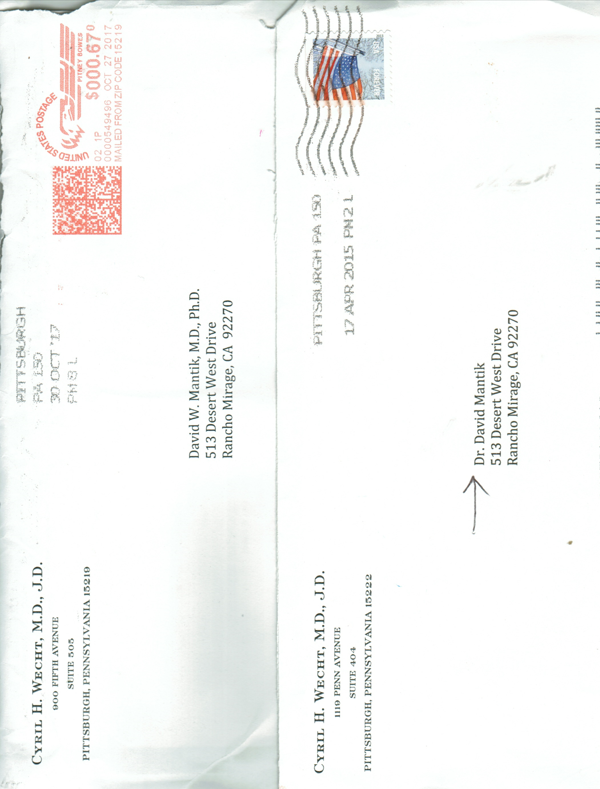 CYRIL H. WECHT, M.D., J.D.
900 FIFTH AVENUE
SUITE 505
PITTSBURGH, PENNSYLVANIA 15219
PITTSBURGH
PA 150
30 OCT '17
PM 8 L
UNITED STATES POSTAGE
PITNEY BOWES
02 1P $000.67⁰
0000549496 OCT 27 2017
MAILED FROM ZIP CODE 15219
David W. Mantik, M.D., Ph.D.
513 Desert West Drive
Rancho Mirage, CA 92270
CYRIL H. WECHT, M.D., J.D.
1119 PENN AVENUE
SUITE 404
PITTSBURGH, PENNSYLVANIA 15222
PITTSBURGH PA 150
17 APR 2015 PM 2 L
Dr. David Mantik
513 Desert West Drive
Rancho Mirage, CA 92270